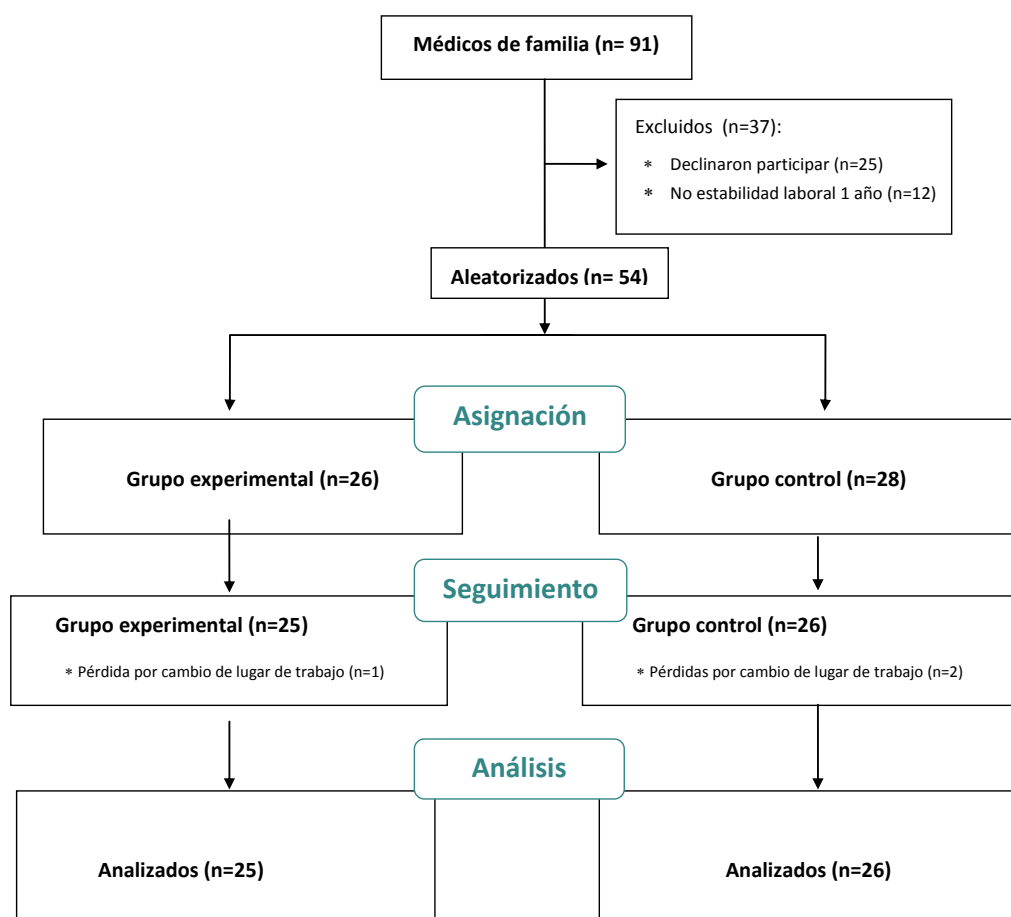 Médicos de familia (n= 91)
Excluidos (n=37):
* Declinaron participar (n=25)
* No estabilidad laboral 1 año (n=12)
Aleatorizados (n= 54)
Asignación
Grupo experimental (n=26)
Grupo control (n=28)
Seguimiento
Grupo experimental (n=25)
* Pérdida por cambio de lugar de trabajo (n=1)
Grupo control (n=26)
* Pérdidas por cambio de lugar de trabajo (n=2)
Análisis
Analizados (n=25)
Analizados (n=26)